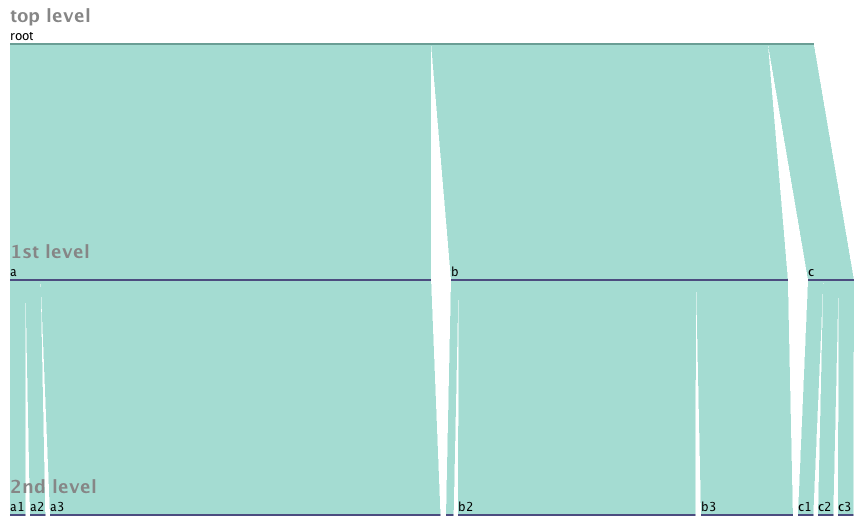 top level
root
1st level
a b c
2nd level
a1 a2 a3 b2 b3 c1 c2 c3